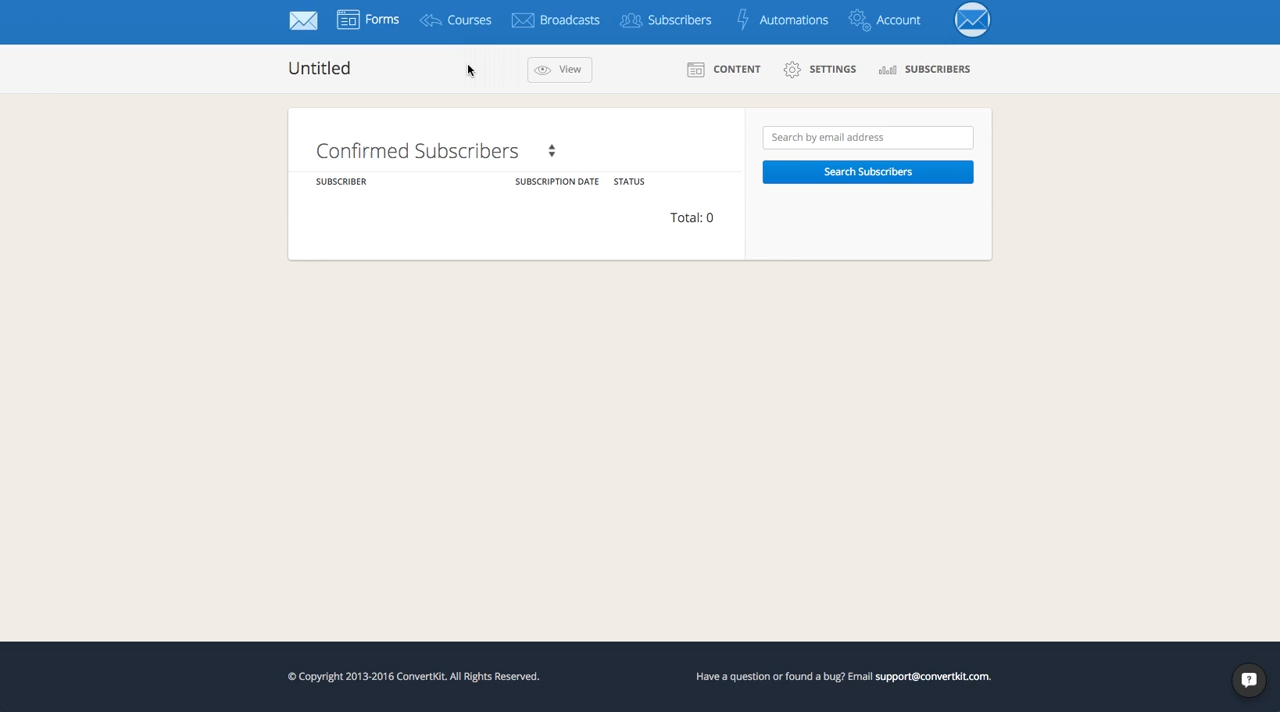 Forms Courses Broadcasts Subscribers Automations Account
Untitled View CONTENT SETTINGS SUBSCRIBERS
Confirmed Subscribers
SUBSCRIBER SUBSCRIPTION DATE STATUS
Total: 0
Search by email address
Search Subscribers
© Copyright 2013-2016 ConvertKit. All Rights Reserved.
Have a question or found a bug? Email support@convertkit.com.